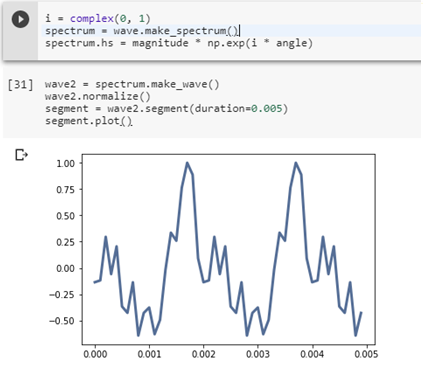 i = complex(0, 1)
spectrum = wave.make_spectrum()
spectrum.hs = magnitude * np.exp(i * angle)
[31] wave2 = spectrum.make_wave()
wave2.normalize()
segment = wave2.segment(duration=0.005)
segment.plot()
1.00
0.75
0.50
0.25
0.00
−0.25
−0.50
0.000 0.001 0.002 0.003 0.004 0.005